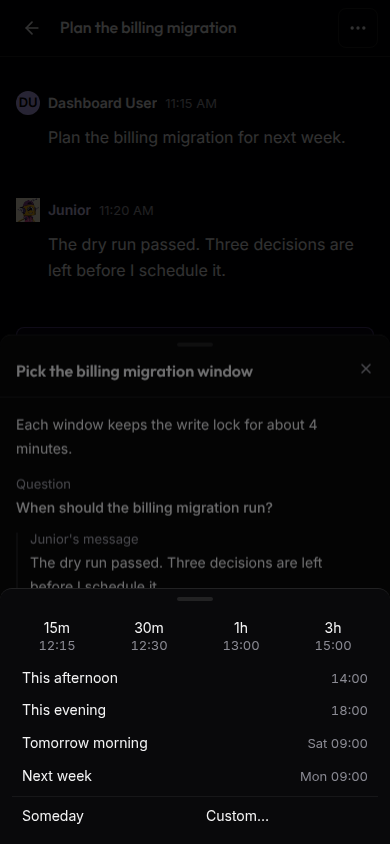 Plan the billing migration
DU Dashboard User 11:15 AM
Plan the billing migration for next week.
Junior 11:20 AM
The dry run passed. Three decisions are
left before I schedule it.
Pick the billing migration window
Each window keeps the write lock for about 4
minutes.
Question
When should the billing migration run?
Junior's message
The dry run passed. Three decisions are left
before I schedule it.
15m 30m 1h 3h
12:15 12:30 13:00 15:00
This afternoon 14:00
This evening 18:00
Tomorrow morning Sat 09:00
Next week Mon 09:00
Someday Custom...